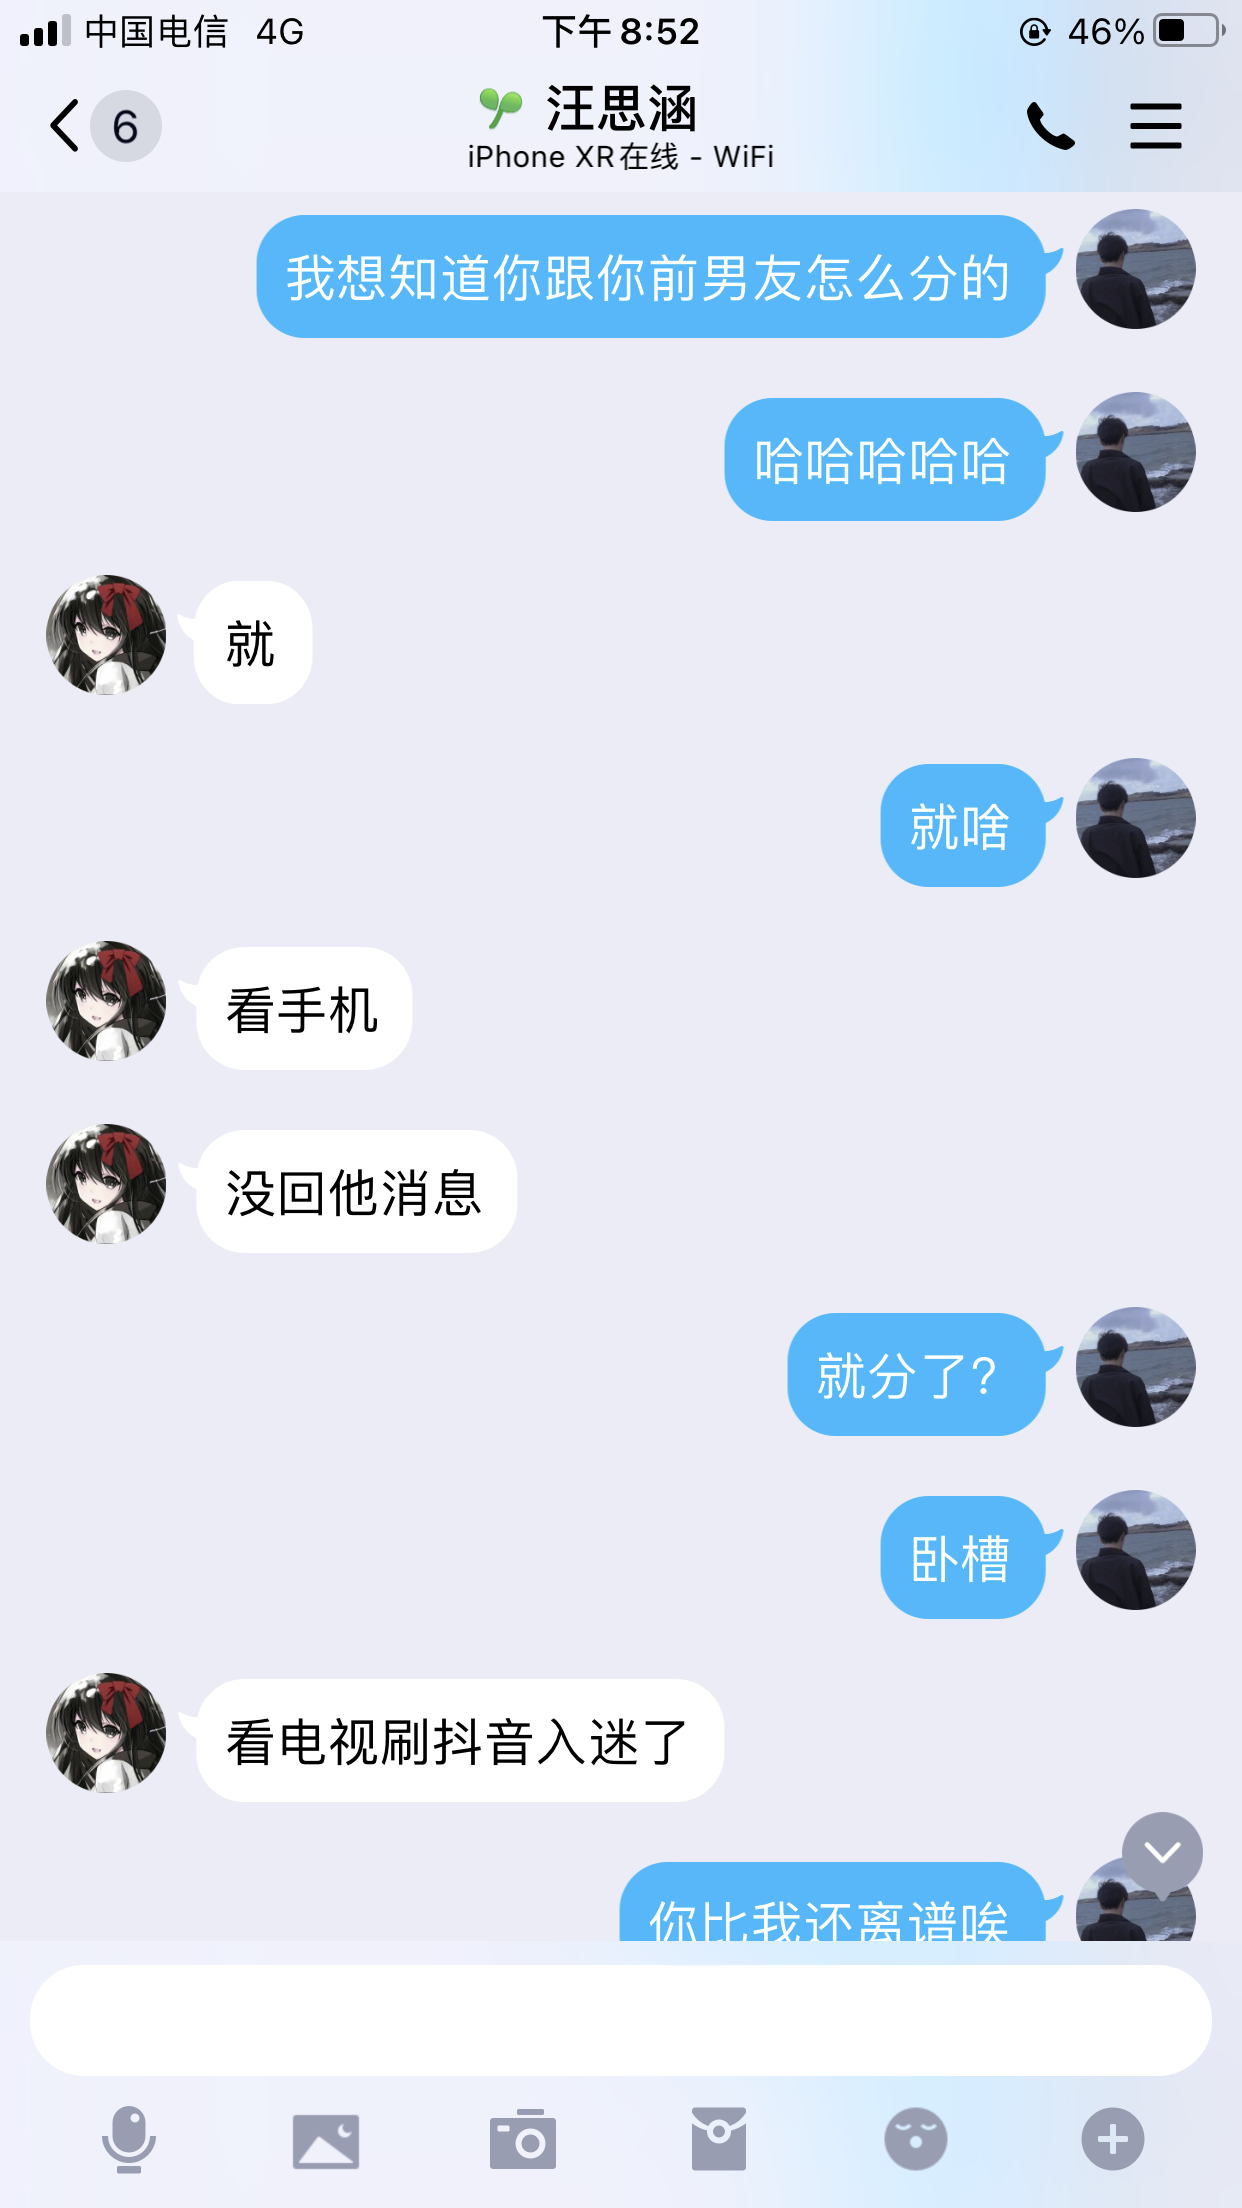 中国电信 4G 下午 8:52 46%
6 汪思涵
iPhone XR在线 - WiFi
我想知道你跟你前男友怎么分的
哈哈哈哈哈
就
就啥
看手机
没回他消息
就分了?
卧槽
看电视刷抖音入迷了
你比我还离谱唉